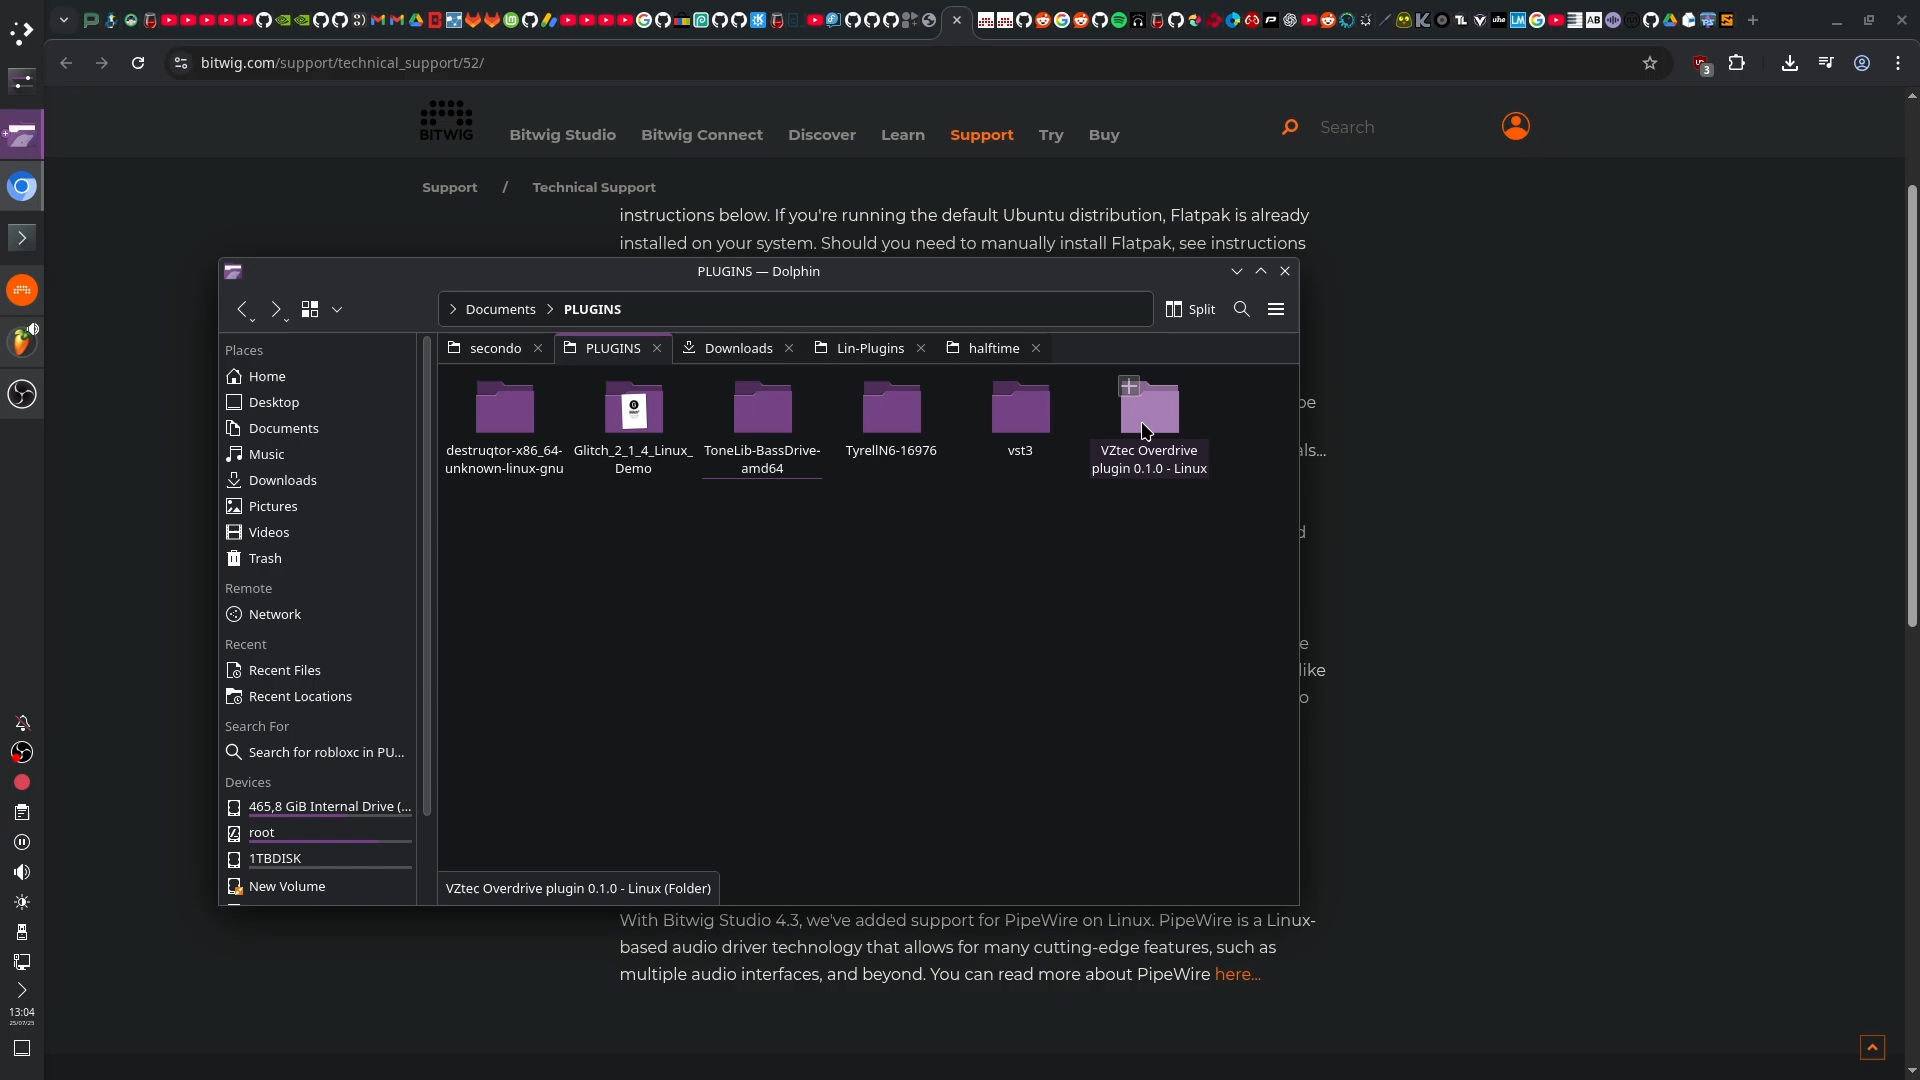 bitwig.com/support/technical_support/52/
3
BITWIG
Bitwig Studio
Bitwig Connect
Discover
Learn
Support
Try
Buy
Search
Support / Technical Support
instructions below. If you're running the default Ubuntu distribution, Flatpak is already
installed on your system. Should you need to manually install Flatpak, see instructions
PLUGINS — Dolphin
Documents
PLUGINS
Split
secondo
PLUGINS
Downloads
Lin-Plugins
halftime
Places
Home
Desktop
Documents
Music
Downloads
Pictures
Videos
Trash
Remote
Network
Recent
Recent Files
Recent Locations
Search For
Search for robloxc in PU...
Devices
465,8 GiB Internal Drive (...
root
1TBDISK
New Volume
destruqtor-x86_64-
unknown-linux-gnu
Glitch_2_1_4_Linux_
Demo
ToneLib-BassDrive-
amd64
TyrellN6-16976
vst3
VZtec Overdrive
plugin 0.1.0 - Linux
VZtec Overdrive plugin 0.1.0 - Linux (Folder)
be
als...
d
e
like
o
With Bitwig Studio 4.3, we've added support for PipeWire on Linux. PipeWire is a Linux-
based audio driver technology that allows for many cutting-edge features, such as
multiple audio interfaces, and beyond. You can read more about PipeWire here...
13:04
25/07/25